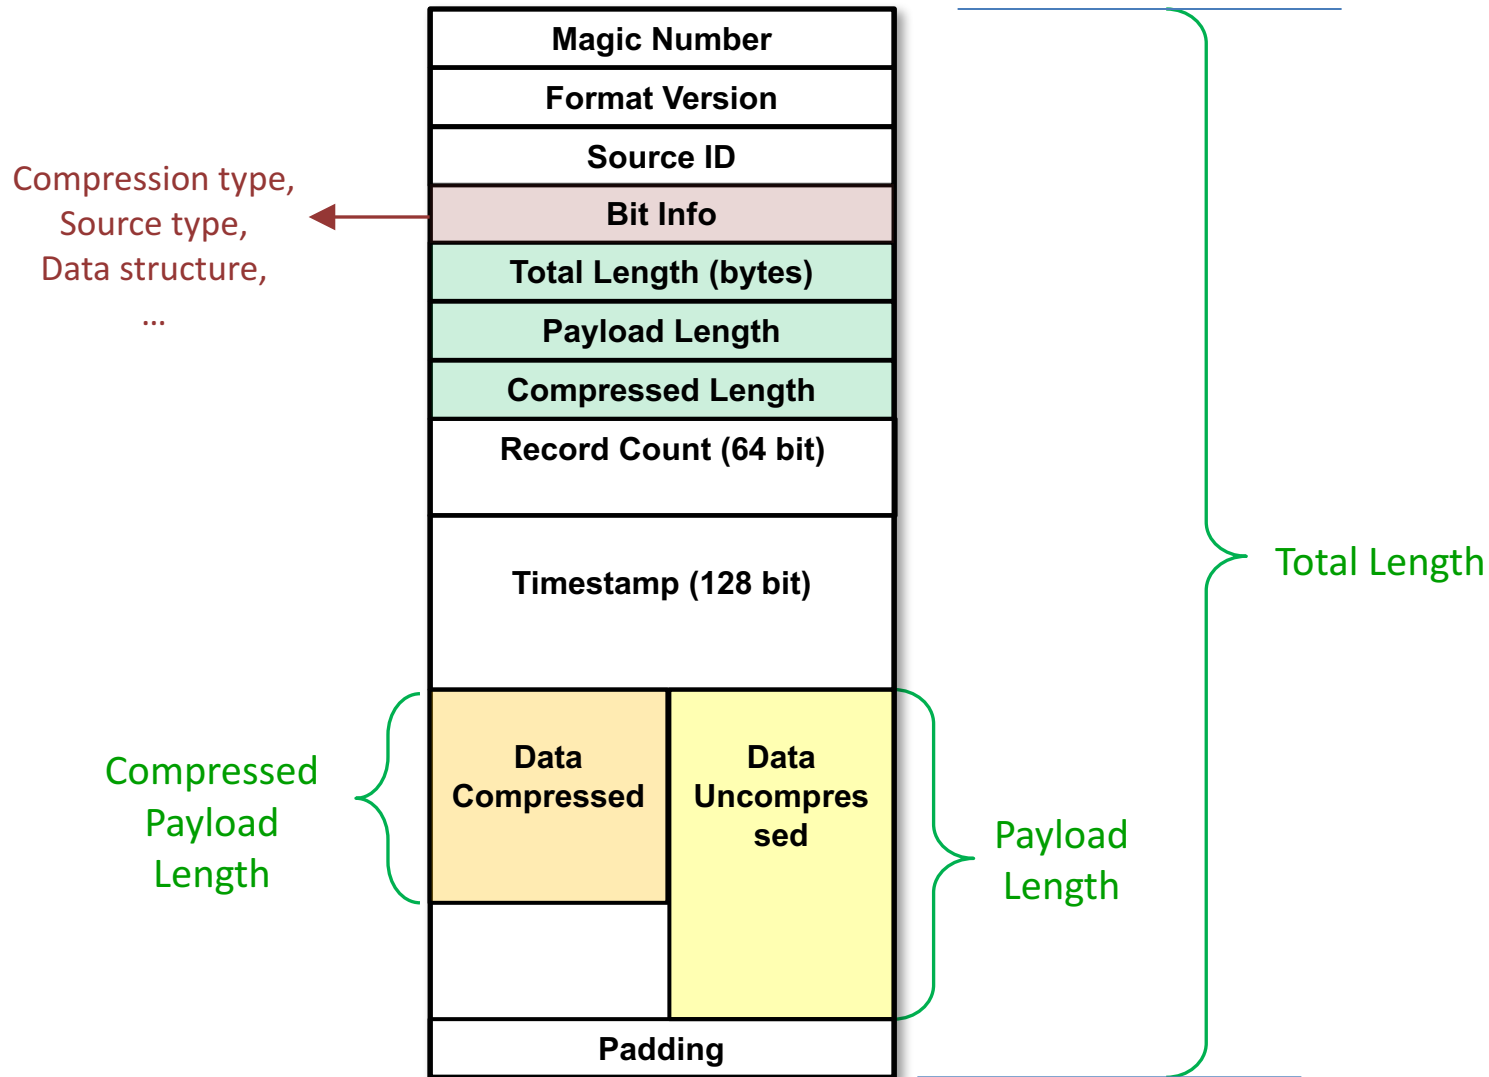 Magic Number
Format Version
Source ID
Compression type,
Source type,
Data structure,
...
Bit Info
Total Length (bytes)
Payload Length
Compressed Length
Record Count (64 bit)
Timestamp (128 bit)
Total Length
Compressed
Payload
Length
Data
Compressed
Data
Uncompres
sed
Payload
Length
Padding